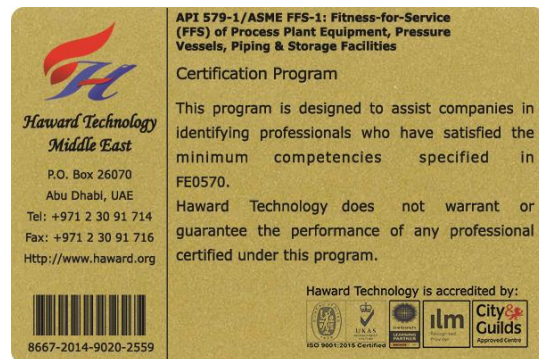 Haward Technology
Middle East
P.O. Box 26070
Abu Dhabi, UAE
Tel: +971 2 30 91 714
Fax: +971 2 30 91 716
Http://www.haward.org
8667-2014-9020-2559
API 579-1/ASME FFS-1: Fitness-for-Service
(FFS) of Process Plant Equipment, Pressure
Vessels, Piping & Storage Facilities
Certification Program
This program is designed to assist companies in
identifying professionals who have satisfied the
minimum competencies specified in
FE0570.
Haward Technology does not warrant or
guarantee the performance of any professional
certified under this program.
Haward Technology is accredited by:
ISO 9001:2015 Certified
UKAS
ilm
City&
Guilds
Approved Centre